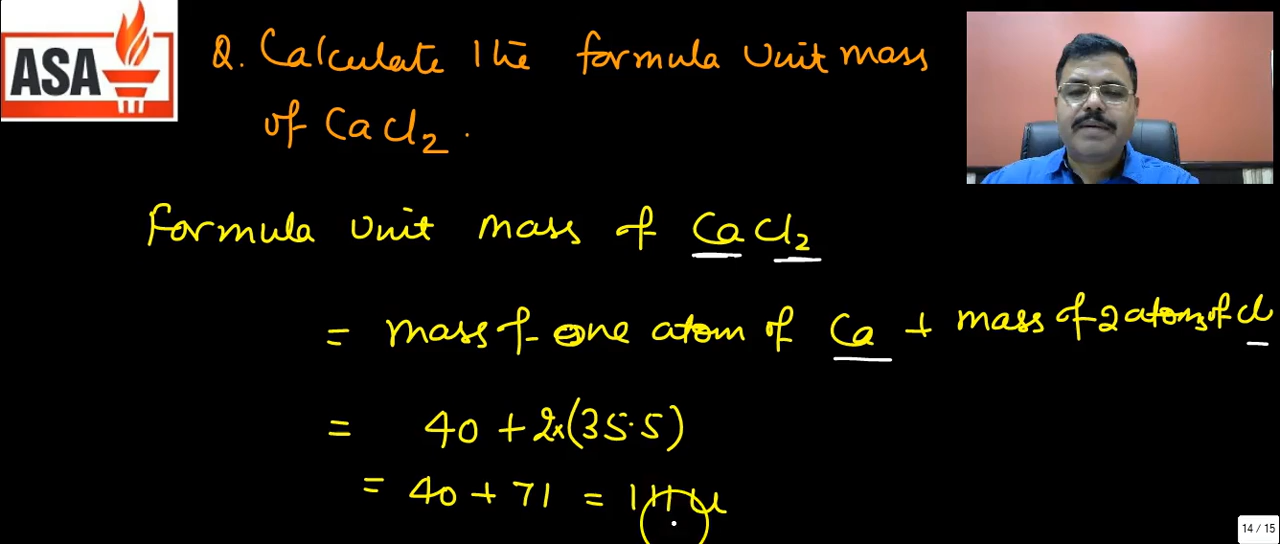 ASA
Q. Calculate the formula Unit mass
of CaCl2.
Formula Unit mass of CaCl2
= mass of one atom of Ca + mass of 2 atoms of Cl
= 40 + 2×(35.5)
= 40 + 71 = 111u
14 / 15